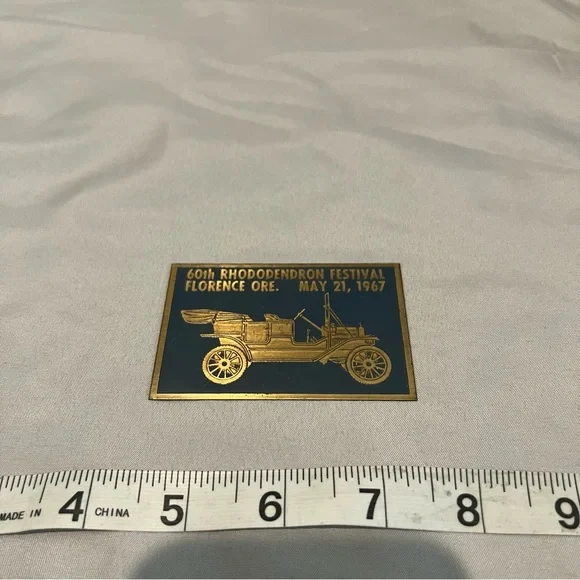 60th RHODODENDRON FESTIVAL
FLORENCE ORE. MAY 21, 1967
MADE IN 4 CHINA 5 6 7 8 9